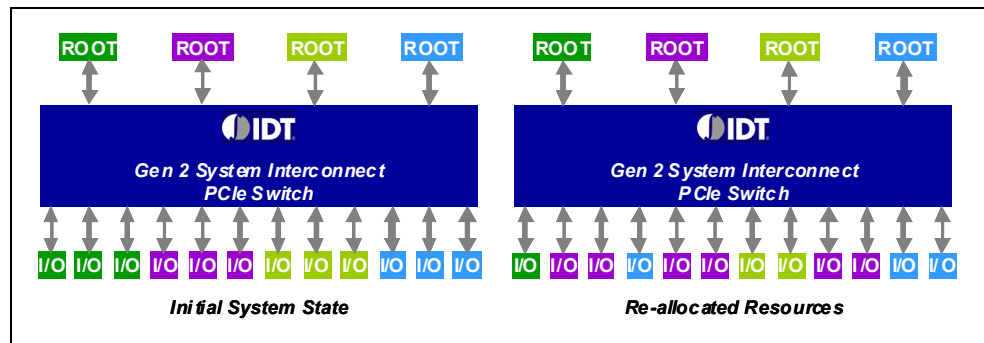 ROOT ROOT ROOT ROOT ROOT ROOT ROOT ROOT
IDT IDT
Gen 2 System Interconnect
PCIe Switch
Gen 2 System Interconnect
PCIe Switch
I/O I/O I/O I/O I/O I/O I/O I/O I/O I/O I/O I/O I/O I/O I/O I/O I/O I/O I/O I/O I/O I/O I/O I/O
Initial System State
Re-allocated Resources